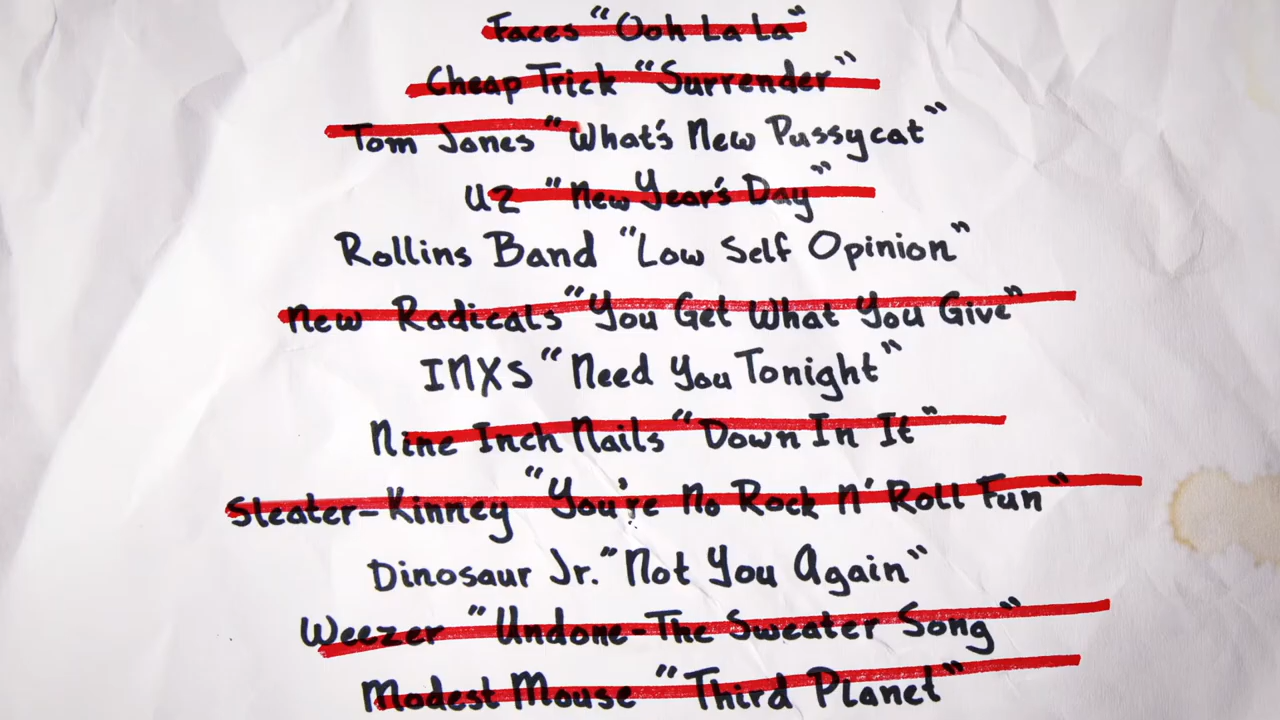 Faces "Ooh La La"
Cheap Trick "Surrender"
Tom Jones "What's New Pussycat"
U2 "New Year's Day"
Rollins Band "Low Self Opinion"
New Radicals "You Get What You Give"
INXS "Need You Tonight"
Nine Inch Nails "Down In It"
Sleater-Kinney "You're No Rock N' Roll Fun"
Dinosaur Jr. "Not You Again"
Weezer "Undone-The Sweater Song"
Modest Mouse "Third Planet"